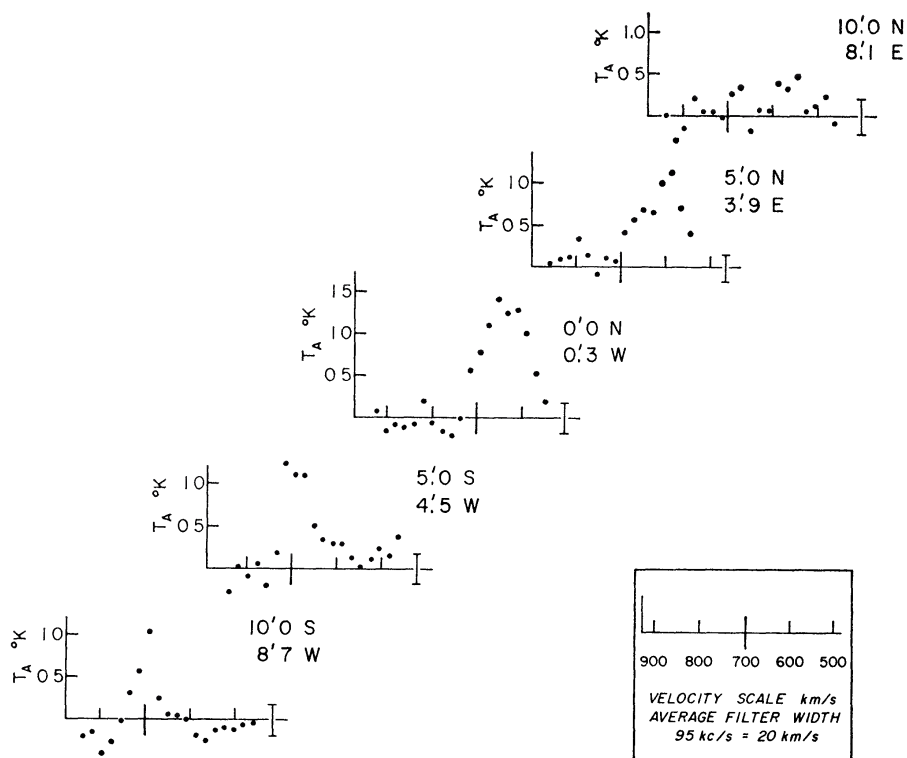 10'.0 N
8'.1 E
T_A °K
1.0
0.5
5'.0 N
3'.9 E
T_A °K
1 0
0.5
0'.0 N
0'.3 W
T_A °K
1 5
1.0
0 5
5'.0 S
4'.5 W
T_A °K
1 0
0 5
10'.0 S
8'.7 W
T_A °K
1 0
0 5
900 800 700 600 500
VELOCITY SCALE km/s
AVERAGE FILTER WIDTH
95 kc/s = 20 km/s